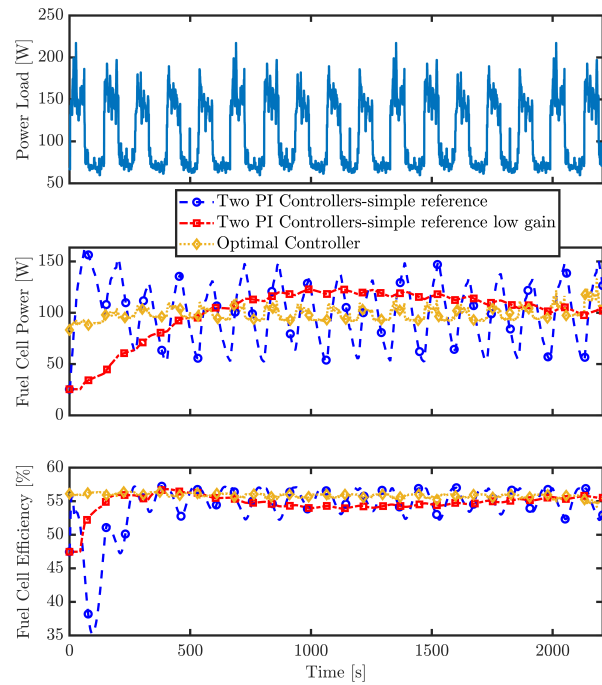 Power Load [W]
250
200
150
100
50
Two PI Controllers-simple reference
Two PI Controllers-simple reference low gain
Optimal Controller
Fuel Cell Power [W]
150
100
50
0
Fuel Cell Efficiency [%]
60
55
50
45
40
35
0
500
1000
1500
2000
Time [s]